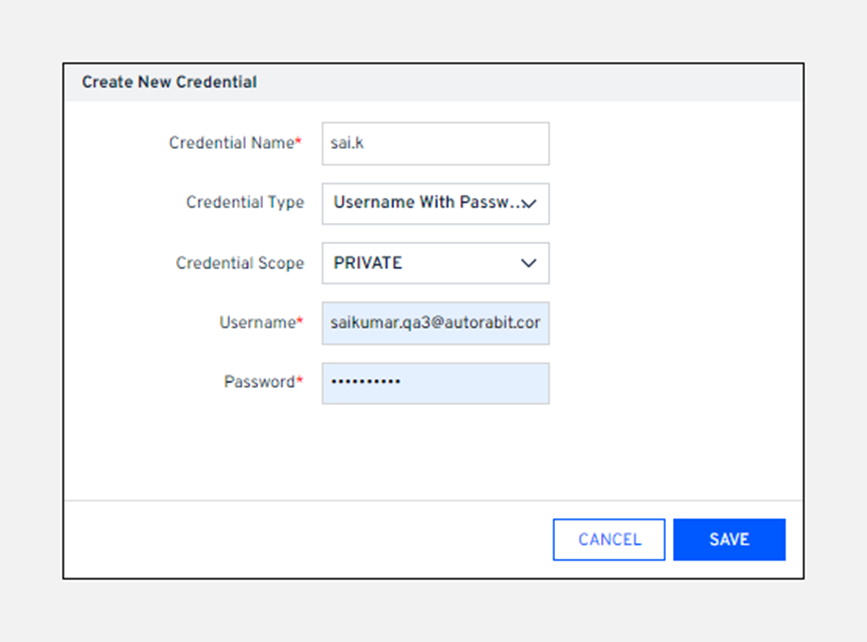 Create New Credential
Credential Name* sai.k
Credential Type Username With Passw...
Credential Scope PRIVATE
Username* saikumar.qa3@autorabit.cor
Password* ••••••••••
CANCEL SAVE